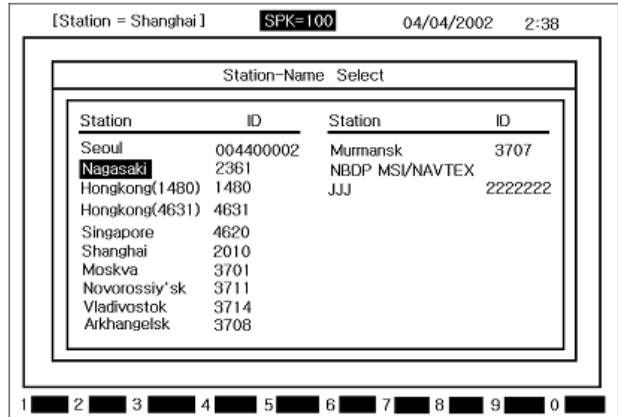 [Station = Shanghai] SPK=100 04/04/2002 2:38
Station-Name Select
Station ID Station ID
Seoul 004400002 Murmansk 3707
Nagasaki 2361 NBDP MSI/NAVTEX
Hongkong(1480) 1480 JJJ 2222222
Hongkong(4631) 4631
Singapore 4620
Shanghai 2010
Moskva 3701
Novorossiy'sk 3711
Vladivostok 3714
Arkhangelsk 3708
1 2 3 4 5 6 7 8 9 0